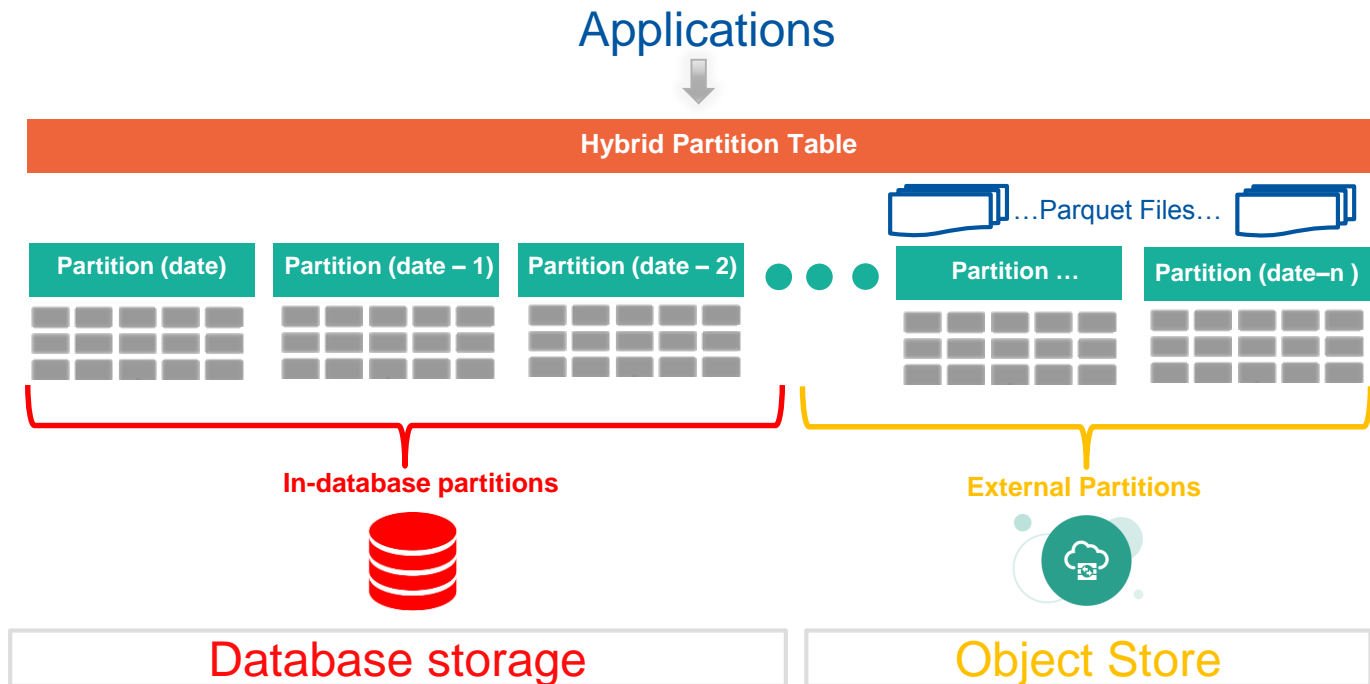 Applications
Hybrid Partition Table
…Parquet Files…
Partition (date)
Partition (date – 1)
Partition (date – 2)
Partition …
Partition (date–n )
In-database partitions
External Partitions
Database storage
Object Store